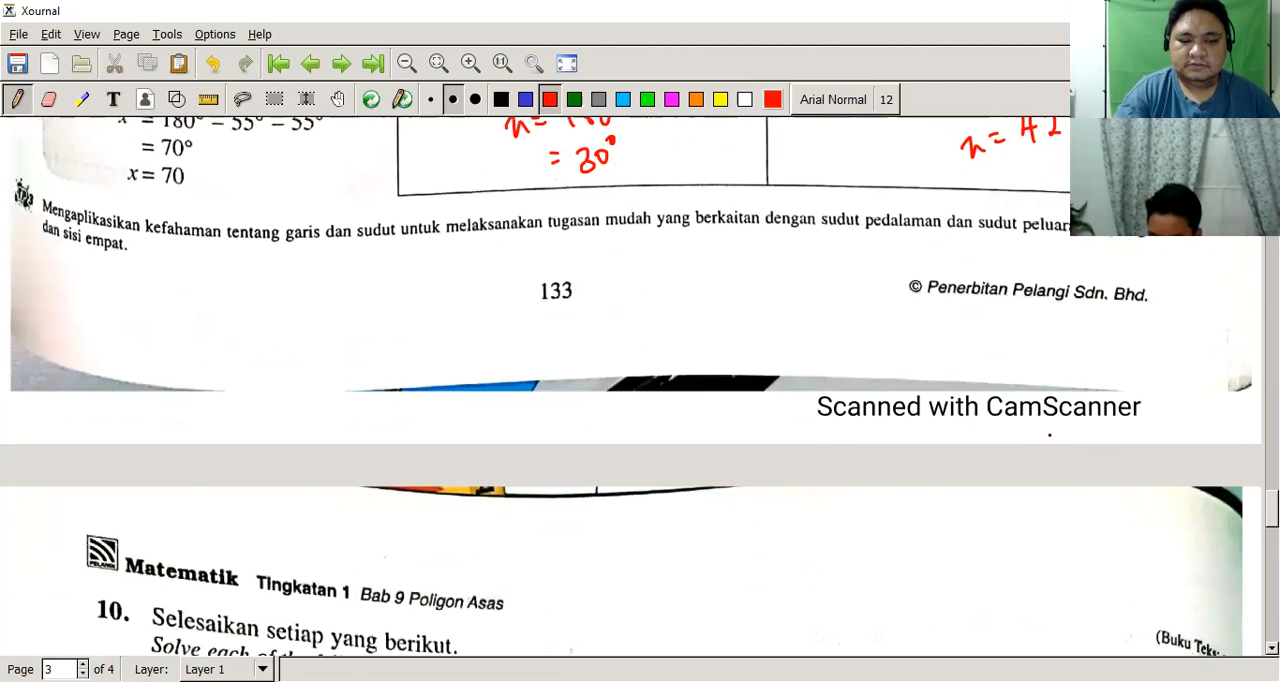 Xournal
File Edit View Page Tools Options Help
Arial Normal 12
x = 180° − 55° − 55°
= 70°
x = 70
= 30°
Mengaplikasikan kefahaman tentang garis dan sudut untuk melaksanakan tugasan mudah yang berkaitan dengan sudut pedalaman dan sudut
dan sisi empat.
133
© Penerbitan Pelangi Sdn. Bhd.
Scanned with CamScanner
PELANGI
Matematik Tingkatan 1 Bab 9 Poligon Asas
10. Selesaikan setiap yang berikut.
Solve each
(Buku
Page 3 of 4 Layer: Layer 1